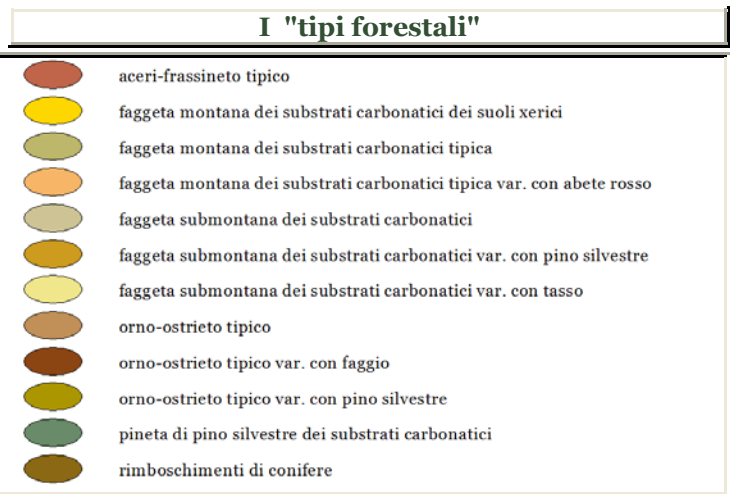 I "tipi forestali"
aceri-frassineto tipico
faggeta montana dei substrati carbonatici dei suoli xerici
faggeta montana dei substrati carbonatici tipica
faggeta montana dei substrati carbonatici tipica var. con abete rosso
faggeta submontana dei substrati carbonatici
faggeta submontana dei substrati carbonatici var. con pino silvestre
faggeta submontana dei substrati carbonatici var. con tasso
orno-ostrieto tipico
orno-ostrieto tipico var. con faggio
orno-ostrieto tipico var. con pino silvestre
pineta di pino silvestre dei substrati carbonatici
rimboschimenti di conifere